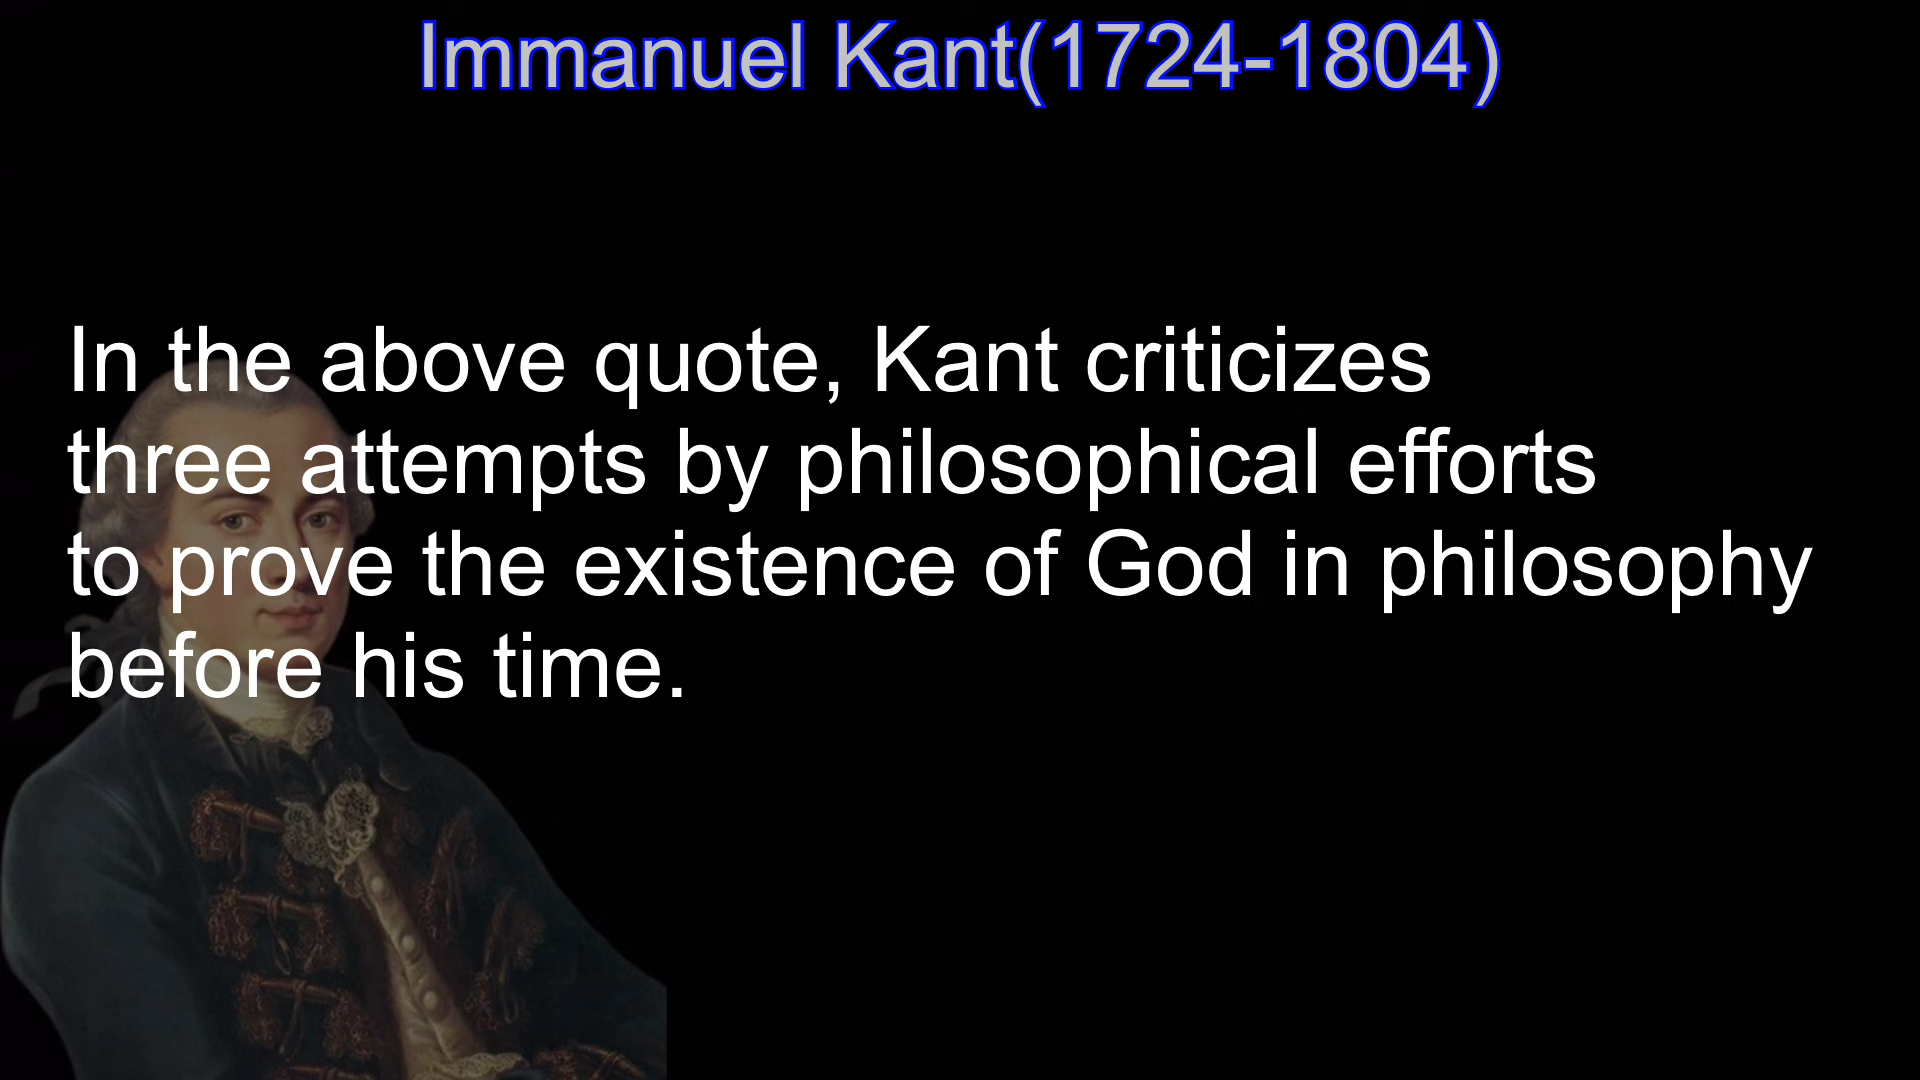 Immanuel Kant(1724-1804)
In the above quote, Kant criticizes
three attempts by philosophical efforts
to prove the existence of God in philosophy
before his time.